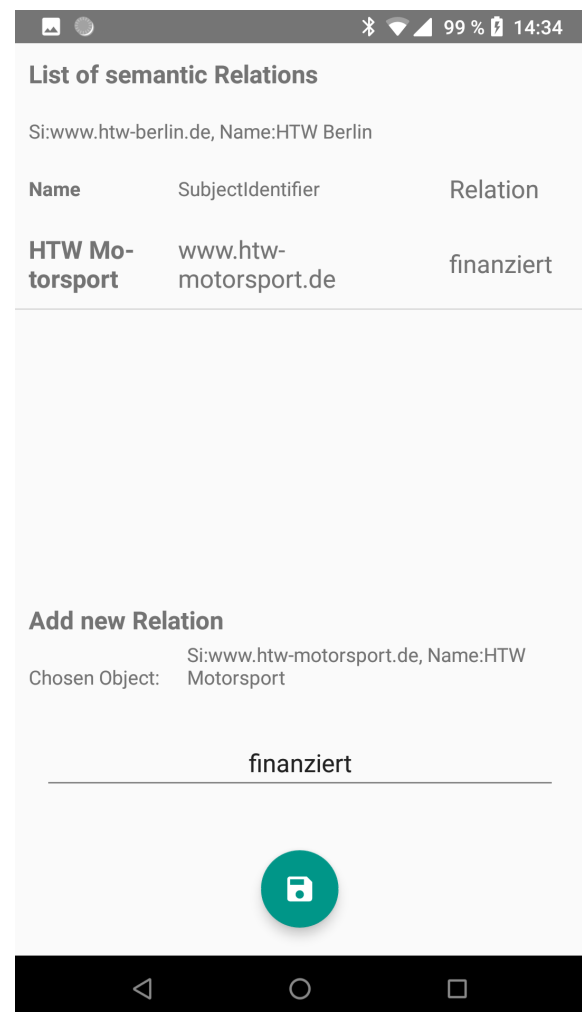 99 % 14:34
List of semantic Relations
Si:www.htw-berlin.de, Name:HTW Berlin
Name SubjectIdentifier Relation
HTW Mo- www.htw-
torsport motorsport.de finanziert
Add new Relation
Si:www.htw-motorsport.de, Name:HTW
Chosen Object: Motorsport
finanziert